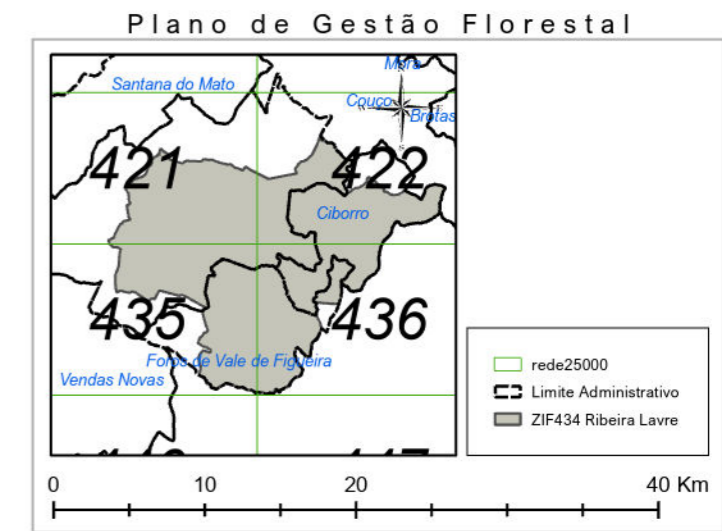 Plano de Gestão Florestal
Mora
Santana do Mato
Couço
Brotas
421
422
Ciborro
435
436
Foros de Vale de Figueira
Vendas Novas
rede25000
Limite Administrativo
ZIF434 Ribeira Lavre
0 10 20 40 Km